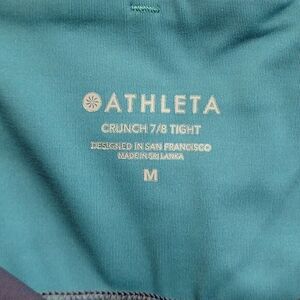 ATHLETA
CRUNCH 7/8 TIGHT
DESIGNED IN SAN FRANCISCO
MADE IN SRI LANKA
M